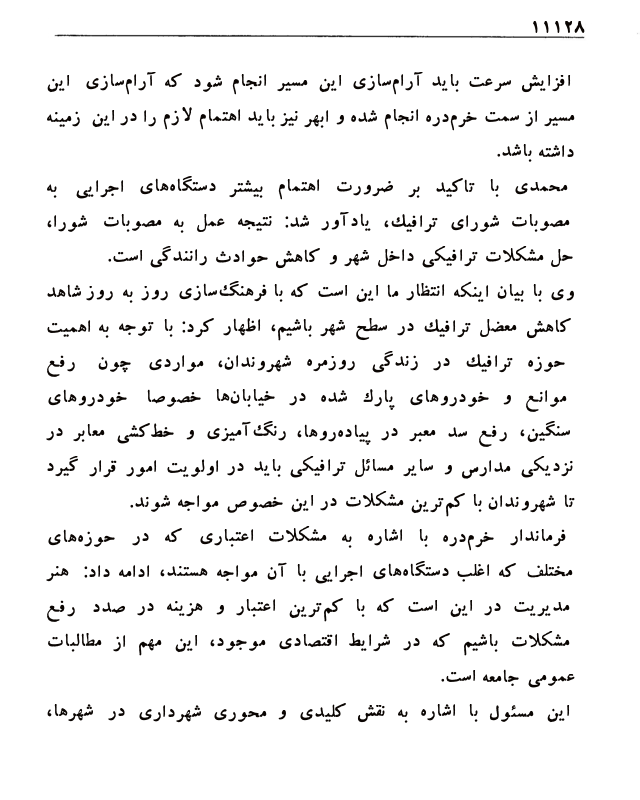 ۱۱۱۲۸
افزایش سرعت باید آرام‌سازی این مسیر انجام شود که آرام‌سازی این
مسیر از سمت خرم‌دره انجام شده و ابهر نیز باید اهتمام لازم را در این زمینه
داشته باشد.
محمدی با تاکید بر ضرورت اهتمام بیشتر دستگاه‌های اجرایی به
مصوبات شورای ترافیك، یادآور شد: نتیجه عمل به مصوبات شورا،
حل مشکلات ترافیکی داخل شهر و کاهش حوادث رانندگی است.
وی با بیان اینکه انتظار ما این است که با فرهنگ‌سازی روز به روز شاهد
کاهش معضل ترافیك در سطح شهر باشیم، اظهار کرد: با توجه به اهمیت
حوزه ترافیك در زندگی روزمره شهروندان، مواردی چون رفع
موانع و خودروهای پارك شده در خیابان‌ها خصوصا خودروهای
سنگین، رفع سد معبر در پیاده‌روها، رنگ‌آمیزی و خط‌کشی معابر در
نزدیکی مدارس و سایر مسائل ترافیکی باید در اولویت امور قرار گیرد
تا شهروندان با کم‌ترین مشکلات در این خصوص مواجه شوند.
فرماندار خرم‌دره با اشاره به مشکلات اعتباری که در حوزه‌های
مختلف که اغلب دستگاه‌های اجرایی با آن مواجه هستند، ادامه داد: هنر
مدیریت در این است که با کم‌ترین اعتبار و هزینه در صدد رفع
مشکلات باشیم که در شرایط اقتصادی موجود، این مهم از مطالبات
عمومی جامعه است.
این مسئول با اشاره به نقش کلیدی و محوری شهرداری در شهرها،